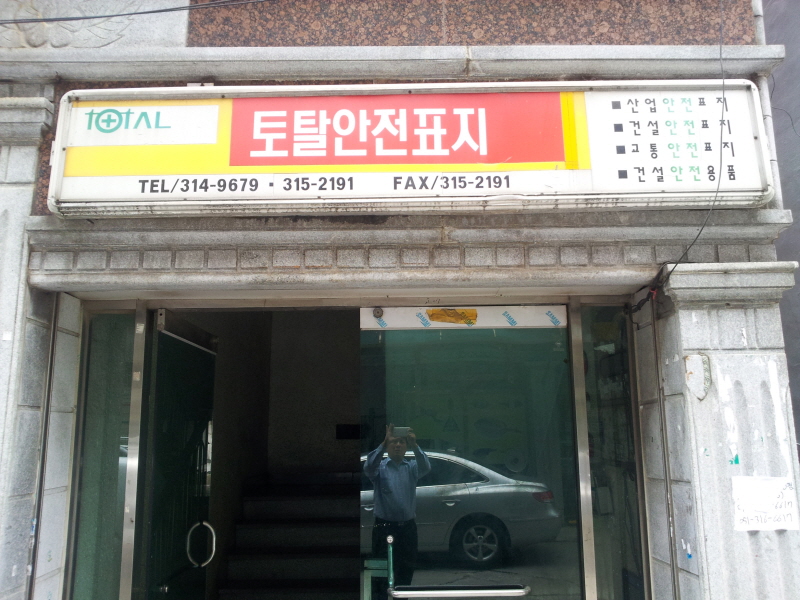 TOTAL
토탈안전표지
TEL/314-9679 · 315-2191 FAX/315-2191
■ 산업안전표지
■ 건설안전표지
■ 교통안전표지
■ 건설안전용품